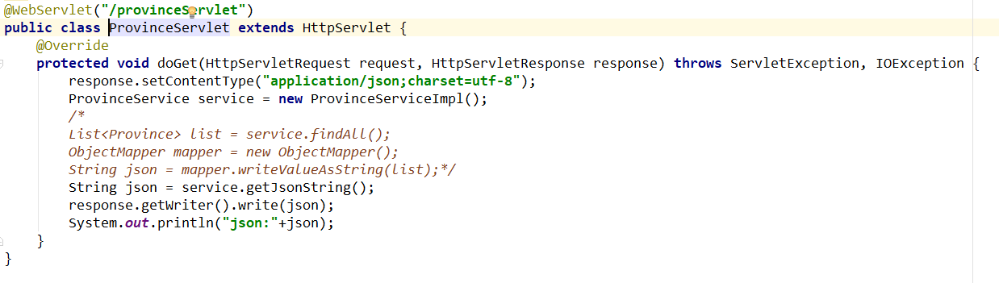 @WebServlet("/provinceServlet")
public class ProvinceServlet extends HttpServlet {
@Override
protected void doGet(HttpServletRequest request, HttpServletResponse response) throws ServletException, IOException {
response.setContentType("application/json;charset=utf-8");
ProvinceService service = new ProvinceServiceImpl();
/*
List<Province> list = service.findAll();
ObjectMapper mapper = new ObjectMapper();
String json = mapper.writeValueAsString(list);*/
String json = service.getJsonString();
response.getWriter().write(json);
System.out.println("json:"+json);
}
}